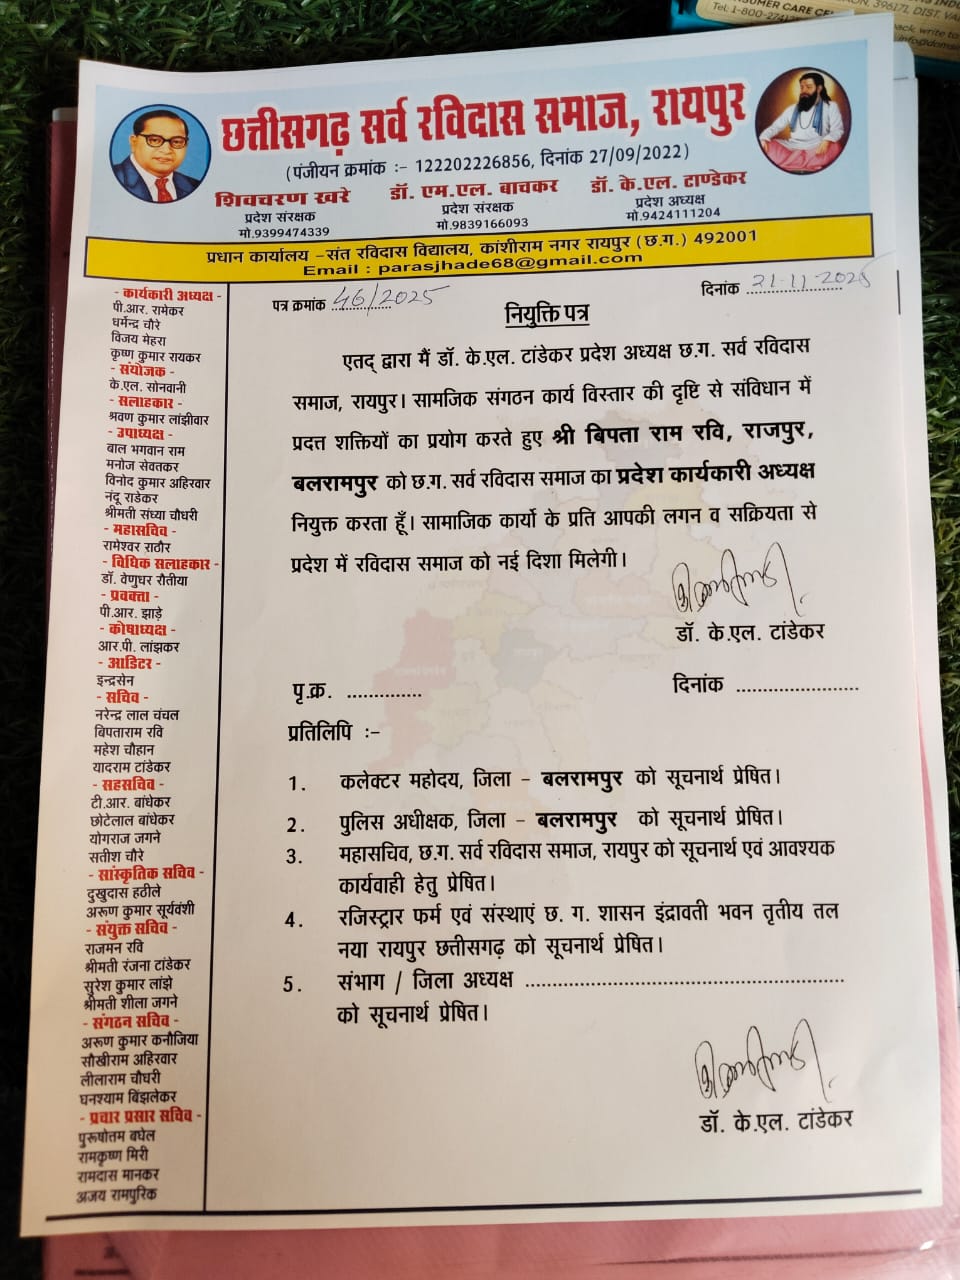 छत्तीसगढ़ सर्व रविदास समाज, रायपुर
(पंजीयन क्रमांक :- 122202226856, दिनांक 27/09/2022)
शिवचरण खरे
प्रदेश संरक्षक
मो.9399474339
डॉ. एम.एल. बाचकर
प्रदेश संरक्षक
मो.9839166093
डॉ. के.एल. टाण्डेकर
प्रदेश अध्यक्ष
मो.9424111204
प्रधान कार्यालय -संत रविदास विद्यालय, कांशीराम नगर रायपुर (छ.ग.) 492001
Email : parasjhade68@gmail.com
- कार्यकारी अध्यक्ष -
पी.आर. रामेकर
धर्मेन्द्र चौरे
विजय मेहरा
कृष्ण कुमार रायकर
- संयोजक -
के.एल. सोनवानी
- सलाहकार -
श्रवण कुमार लांझीवार
- उपाध्यक्ष -
बाल भगवान राम
मनोज सेवतकर
विनोद कुमार अहिरवार
नंदू राडेकर
श्रीमती संध्या चौधरी
- महासचिव -
रामेश्वर राठौर
- विधिक सलाहकार -
डॉ. वेणुधर रौतीया
- प्रवक्ता -
पी.आर. झाड़े
- कोषाध्यक्ष -
आर.पी. लांझकर
- आडिटर -
इन्द्रसेन
- सचिव -
नरेन्द्र लाल चंचल
बिपताराम रवि
महेश चौहान
यादराम टांडेकर
- सहसचिव -
टी.आर. बांधेकर
छोटेलाल बांधेकर
योगराज जगने
सतीश चौरे
- सांस्कृतिक सचिव -
दुखुदास हठीले
अरूण कुमार सूर्यवंशी
- संयुक्त सचिव -
राजमन रवि
श्रीमती रंजना टांडेकर
सुरेश कुमार लांझे
श्रीमती शीला जगने
- संगठन सचिव -
अरूण कुमार कनौजिया
सौखीराम अहिरवार
लीलाराम चौधरी
घनश्याम बिंझलेकर
- प्रचार प्रसार सचिव -
पुरूषोत्तम बघेल
रामकृष्ण मिरी
रामदास मानकर
अजय रामपुरिक
पत्र क्रमांक 46/2025
दिनांक 21-11-2025
नियुक्ति पत्र
एतद् द्वारा मैं डॉ. के.एल. टांडेकर प्रदेश अध्यक्ष छ.ग. सर्व रविदास
समाज, रायपुर। सामजिक संगठन कार्य विस्तार की दृष्टि से संविधान में
प्रदत्त शक्तियों का प्रयोग करते हुए श्री बिपता राम रवि, राजपुर,
बलरामपुर को छ.ग. सर्व रविदास समाज का प्रदेश कार्यकारी अध्यक्ष
नियुक्त करता हूँ। सामाजिक कार्यो के प्रति आपकी लगन व सक्रियता से
प्रदेश में रविदास समाज को नई दिशा मिलेगी।
डॉ. के.एल. टांडेकर
पृ.क्र. .............
दिनांक .....................
प्रतिलिपि :-
1. कलेक्टर महोदय, जिला - बलरामपुर को सूचनार्थ प्रेषित।
2. पुलिस अधीक्षक, जिला - बलरामपुर को सूचनार्थ प्रेषित।
3. महासचिव, छ.ग. सर्व रविदास समाज, रायपुर को सूचनार्थ एवं आवश्यक
कार्यवाही हेतु प्रेषित।
4. रजिस्ट्रार फर्म एवं संस्थाएं छ. ग. शासन इंद्रावती भवन तृतीय तल
नया रायपुर छत्तीसगढ़ को सूचनार्थ प्रेषित।
5. संभाग / जिला अध्यक्ष ..........................................................
को सूचनार्थ प्रेषित।
डॉ. के.एल. टांडेकर